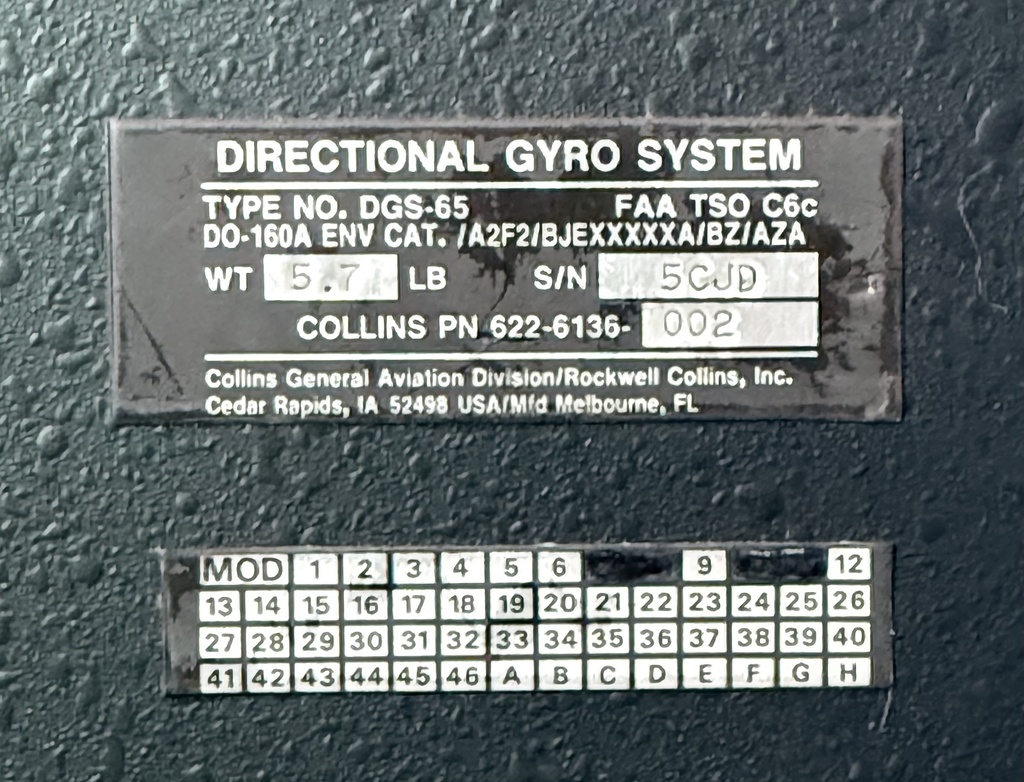 DIRECTIONAL GYRO SYSTEM
TYPE NO. DGS-65 FAA TSO C6c
DO-160A ENV CAT. /A2F2/BJEXXXXXA/BZ/AZA
WT 5.7 LB S/N 5CJD
COLLINS PN 622-6136- 002
Collins General Aviation Division/Rockwell Collins, Inc.
Cedar Rapids, IA 52498 USA/Mfd Melbourne, FL
MOD 1 2 3 4 5 6 9 12
13 14 15 16 17 18 19 20 21 22 23 24 25 26
27 28 29 30 31 32 33 34 35 36 37 38 39 40
41 42 43 44 45 46 A B C D E F G H